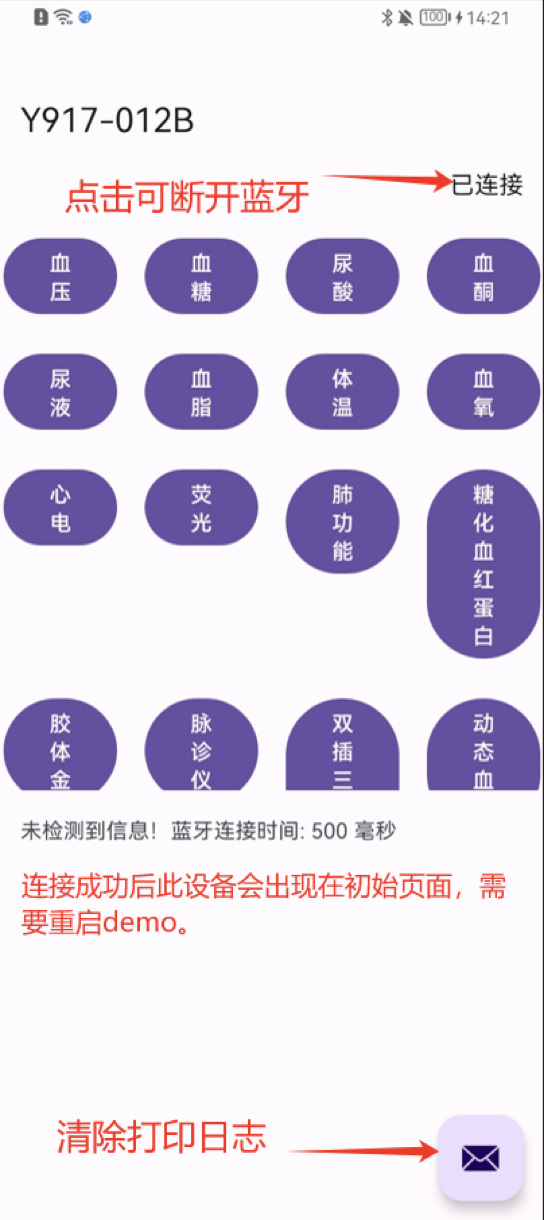 100 14:21
Y917-012B
点击可断开蓝牙
已连接
血压 血糖 尿酸 血酮
尿液 血脂 体温 血氧
心电 荧光 肺功能 糖化血红蛋白
胶体金 脉诊仪 双插三 动态血
未检测到信息！蓝牙连接时间: 500 毫秒
连接成功后此设备会出现在初始页面，需
要重启demo。
清除打印日志